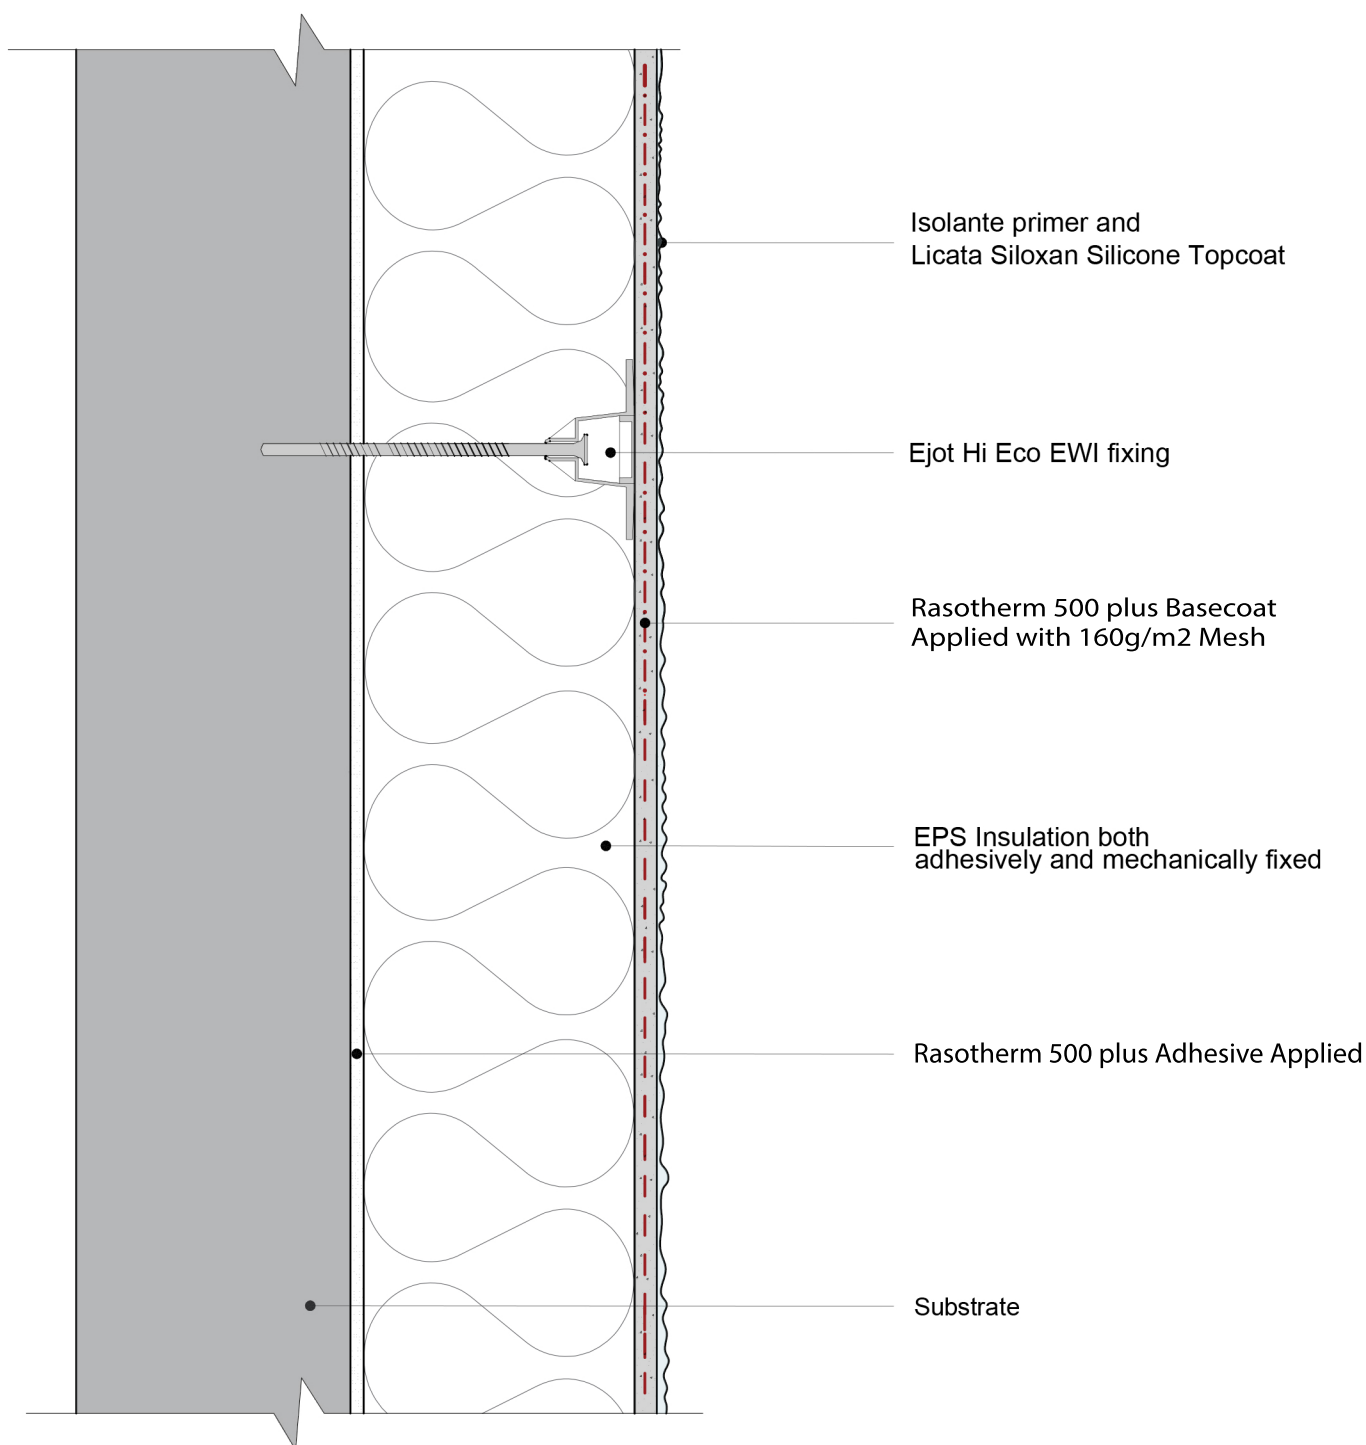 Isolante primer and
Licata Siloxan Silicone Topcoat
Ejot Hi Eco EWI fixing
Rasotherm 500 plus Basecoat
Applied with 160g/m2 Mesh
EPS Insulation both
adhesively and mechanically fixed
Rasotherm 500 plus Adhesive Applied
Substrate